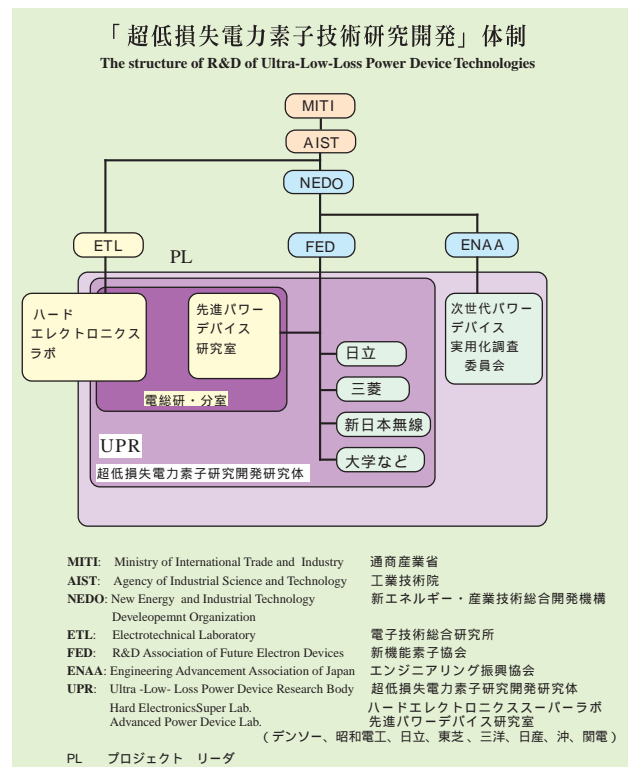 「超低損失電力素子技術研究開発」体制
The structure of R&D of Ultra-Low-Loss Power Device Technologies
MITI
AIST
NEDO
ETL
PL
FED
ENAA
ハード
エレクトロニクス
ラボ
先進パワー
デバイス
研究室
次世代パワー
デバイス
実用化調査
委員会
日立
三菱
新日本無線
大学など
電総研・分室
UPR
超低損失電力素子研究開発研究体
MITI: Ministry of International Trade and Industry 通商産業省
AIST: Agency of Industrial Science and Technology 工業技術院
NEDO: New Energy and Industrial Technology 新エネルギー・産業技術総合開発機構
Develeopemnt Organization
ETL: Electrotechnical Laboratory 電子技術総合研究所
FED: R&D Association of Future Electron Devices 新機能素子協会
ENAA: Engineering Advancement Association of Japan エンジニアリング振興協会
UPR: Ultra -Low- Loss Power Device Research Body 超低損失電力素子研究開発研究体
Hard ElectronicsSuper Lab. ハードエレクトロニクススーパーラボ
Advanced Power Device Lab. 先進パワーデバイス研究室
(デンソー、昭和電工、日立、東芝、三洋、日産、沖、関電)
PL プロジェクト リーダ